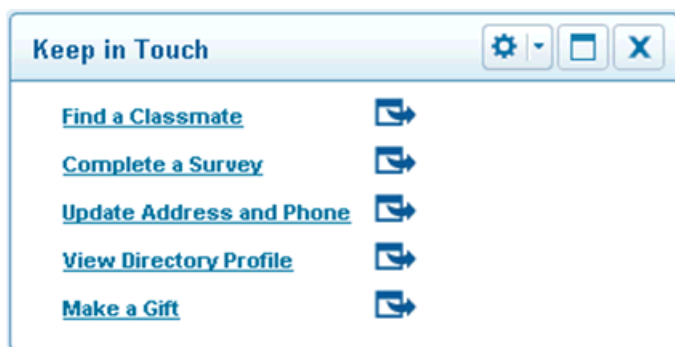 Keep in Touch
Find a Classmate
Complete a Survey
Update Address and Phone
View Directory Profile
Make a Gift